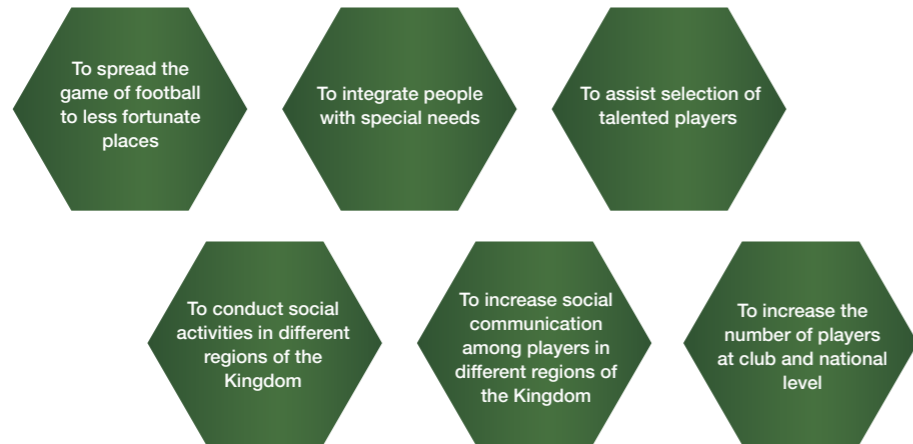 To spread the
game of football
to less fortunate
places
To integrate people
with special needs
To assist selection of
talented players
To conduct social
activities in different
regions of the
Kingdom
To increase social
communication
among players in
different regions of
the Kingdom
To increase the
number of players
at club and national
level